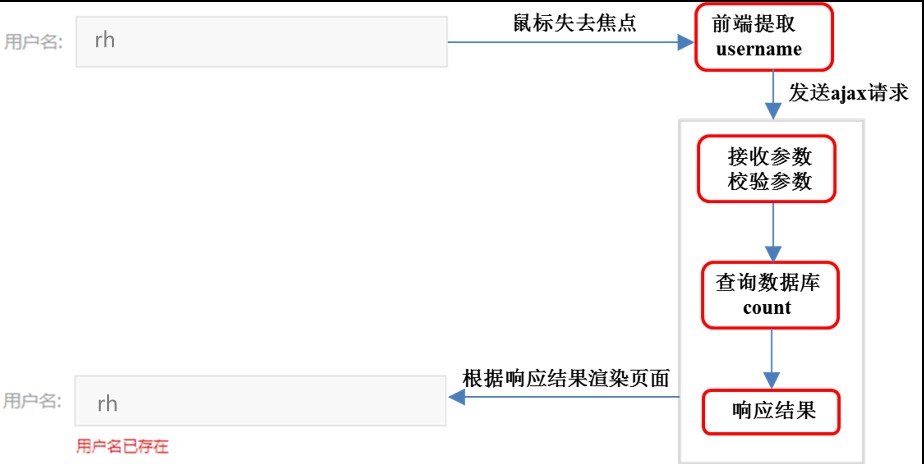 用户名:
rh
鼠标失去焦点
前端提取
username
发送ajax请求
接收参数
校验参数
查询数据库
count
响应结果
根据响应结果渲染页面
用户名:
rh
用户名已存在